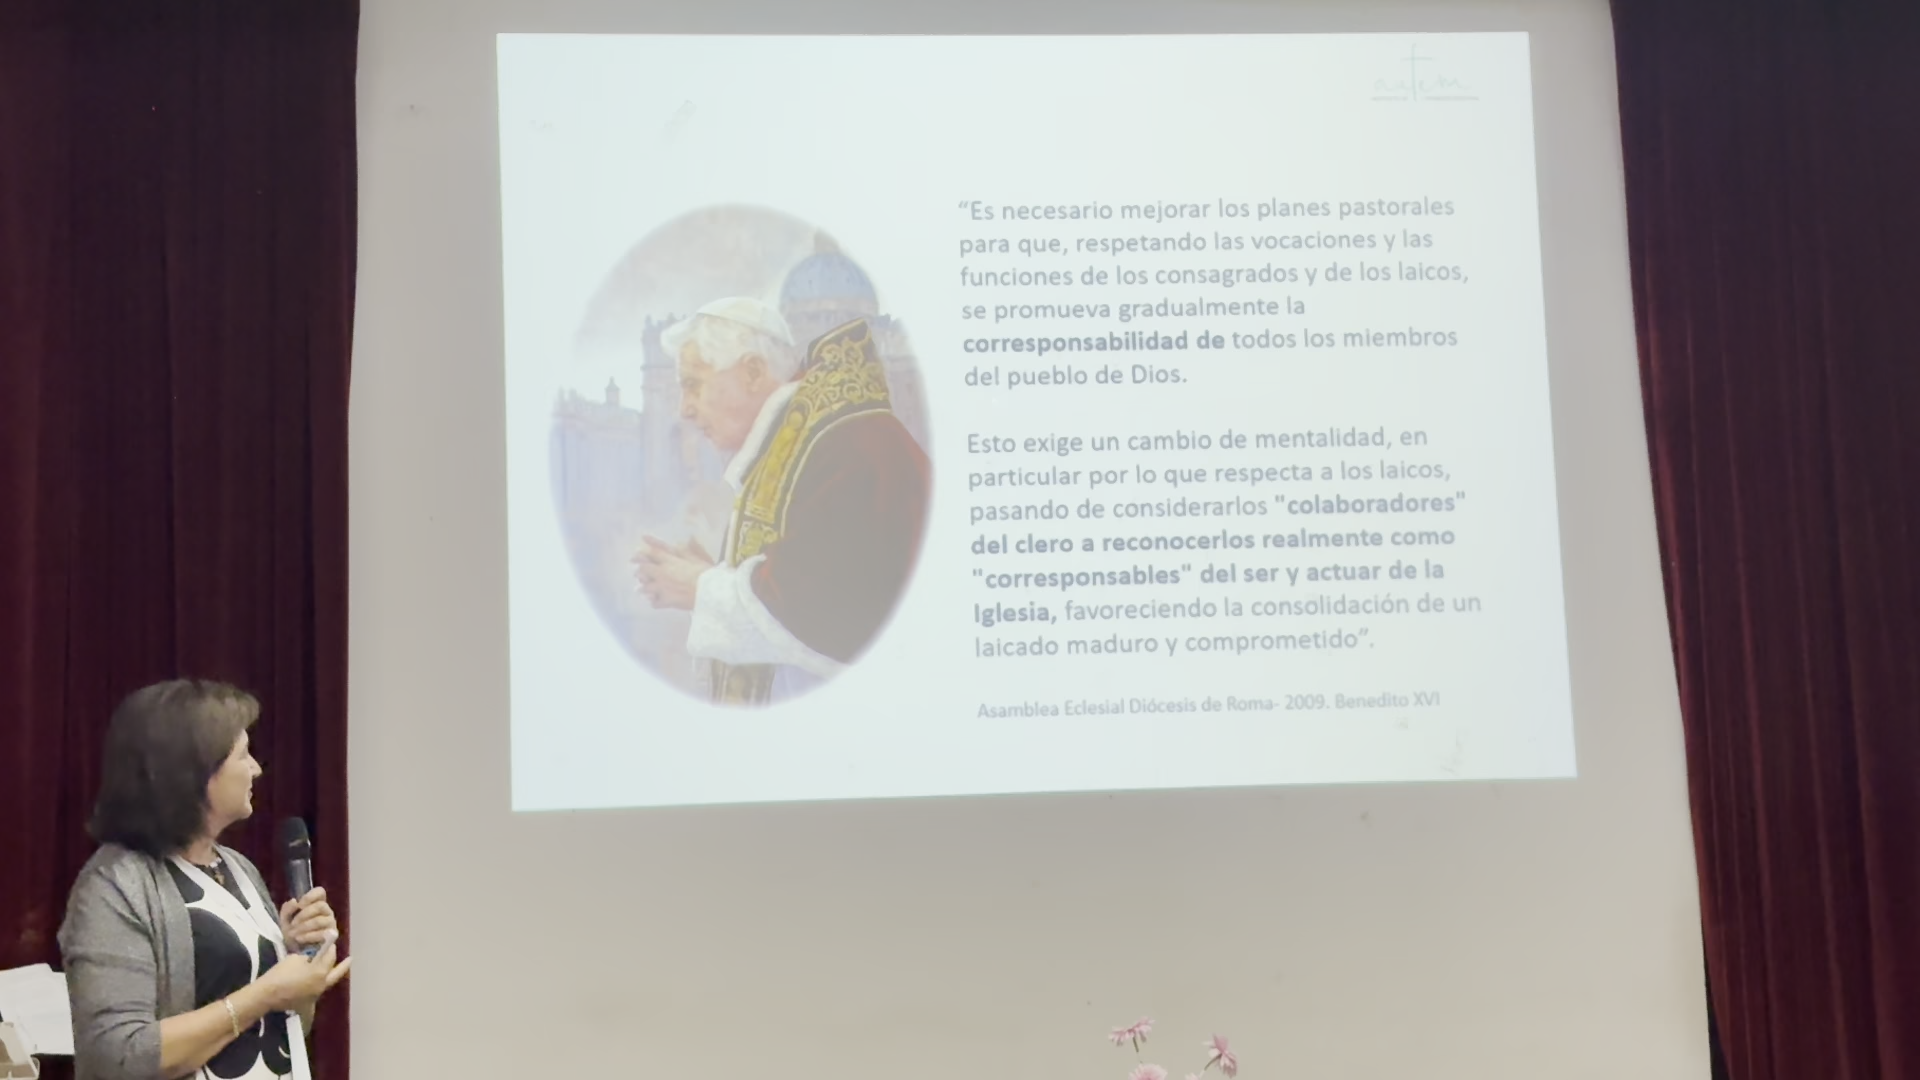 “Es necesario mejorar los planes pastorales
para que, respetando las vocaciones y las
funciones de los consagrados y de los laicos,
se promueva gradualmente la
corresponsabilidad de todos los miembros
del pueblo de Dios.
Esto exige un cambio de mentalidad, en
particular por lo que respecta a los laicos,
pasando de considerarlos "colaboradores"
del clero a reconocerlos realmente como
"corresponsables" del ser y actuar de la
Iglesia, favoreciendo la consolidación de un
laicado maduro y comprometido”.
Asamblea Eclesial Diócesis de Roma- 2009. Benedito XVI